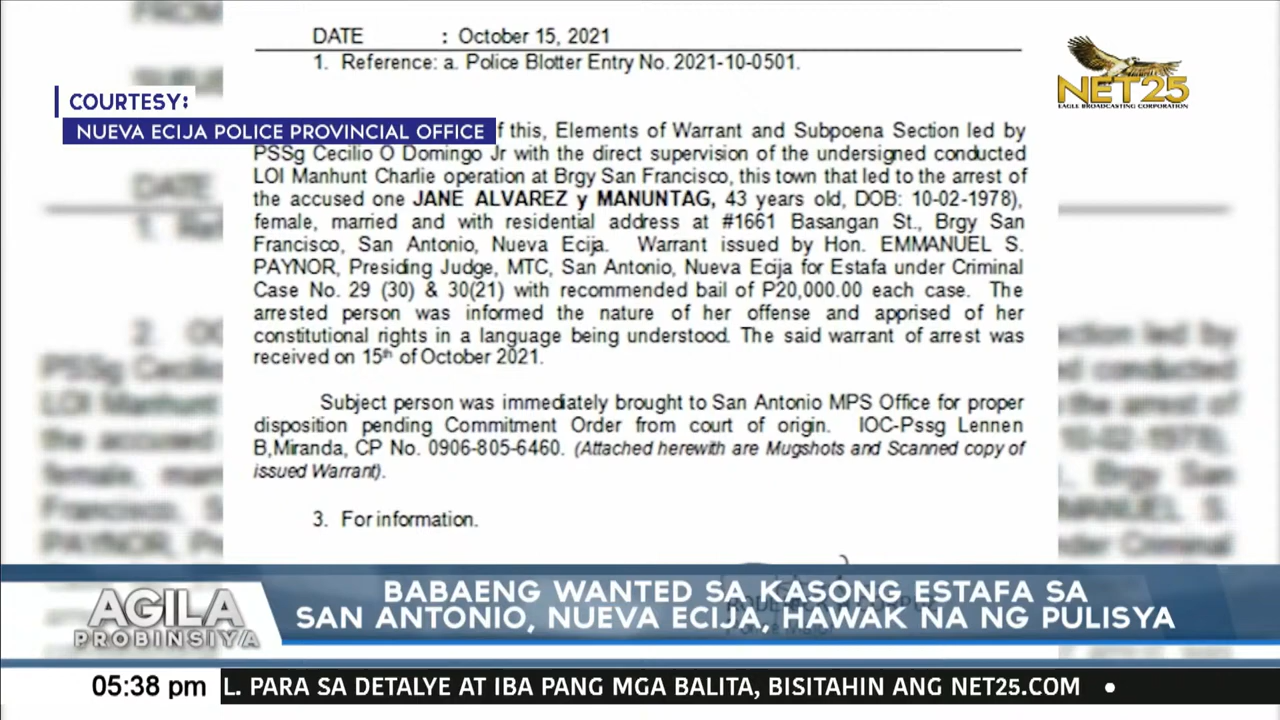 DATE : October 15, 2021
1. Reference: a. Police Blotter Entry No. 2021-10-0501.
NET25
EAGLE BROADCASTING CORPORATION
COURTESY:
NUEVA ECIJA POLICE PROVINCIAL OFFICE
f this, Elements of Warrant and Subpoena Section led by
PSSg Cecilio O Domingo Jr with the direct supervision of the undersigned conducted
LOI Manhunt Charlie operation at Brgy San Francisco, this town that led to the arrest of
the accused one JANE ALVAREZ y MANUNTAG, 43 years old, DOB: 10-02-1978),
female, married and with residential address at #1661 Basangan St., Brgy San
Francisco, San Antonio, Nueva Ecija. Warrant issued by Hon. EMMANUEL S.
PAYNOR, Presiding Judge, MTC, San Antonio, Nueva Ecija for Estafa under Criminal
Case No. 29 (30) & 30(21) with recommended bail of P20,000.00 each case. The
arrested person was informed the nature of her offense and apprised of her
constitutional rights in a language being understood. The said warrant of arrest was
received on 15th of October 2021.
Subject person was immediately brought to San Antonio MPS Office for proper
disposition pending Commitment Order from court of origin. IOC-Pssg Lennen
B,Miranda, CP No. 0906-805-6460. (Attached herewith are Mugshots and Scanned copy of
issued Warrant).
3. For information.
AGILA
PROBINSIYA
BABAENG WANTED SA KASONG ESTAFA SA
SAN ANTONIO, NUEVA ECIJA, HAWAK NA NG PULISYA
05:38 pm
L. PARA SA DETALYE AT IBA PANG MGA BALITA, BISITAHIN ANG NET25.COM •